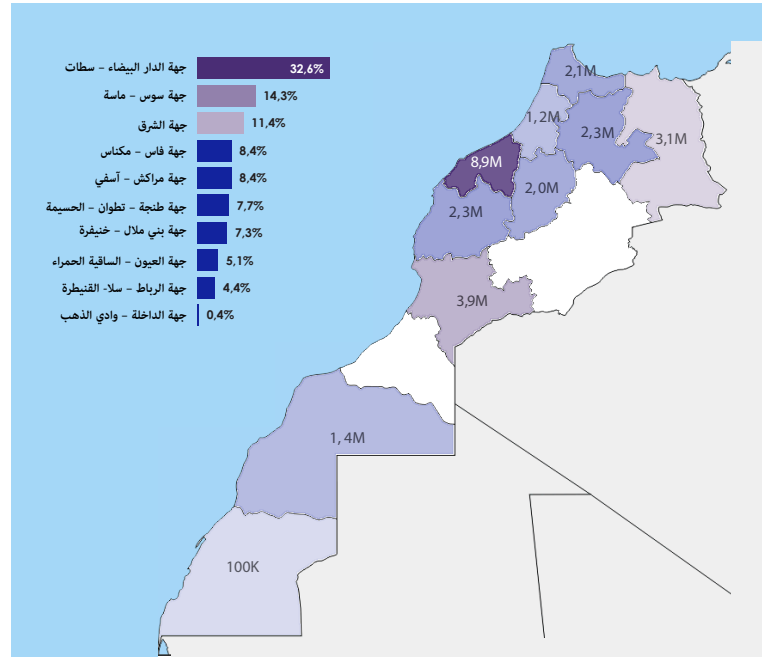 جهة الدار البيضاء – سطات 32,6%
جهة سوس – ماسة 14,3%
جهة الشرق 11,4%
جهة فاس – مكناس 8,4%
جهة مراكش – آسفي 8,4%
جهة طنجة – تطوان – الحسيمة 7,7%
جهة بني ملال – خنيفرة 7,3%
جهة العيون – الساقية الحمراء 5,1%
جهة الرباط – سلا- القنيطرة 4,4%
جهة الداخلة – وادي الذهب 0,4%
2,1M
1,2M
2,3M
3,1M
8,9M
2,0M
2,3M
3,9M
1, 4M
100K